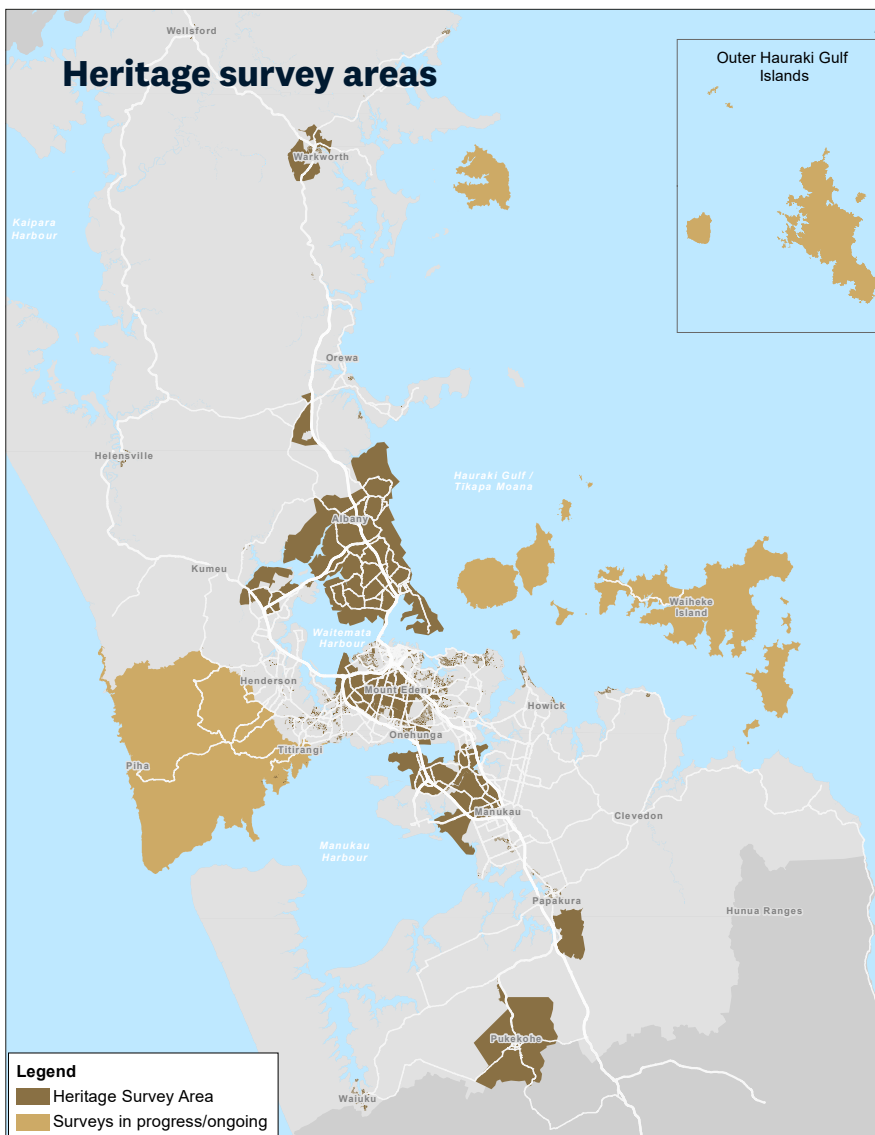 Wellsford
Heritage survey areas
Outer Hauraki Gulf
Islands
Warkworth
Kaipara
Harbour
Orewa
Helensville
Hauraki Gulf /
Tīkapa Moana
Albany
Kumeu
Waiheke
Island
Waitemata
Harbour
Henderson
Mount Eden
Howick
Onehunga
Titirangi
Piha
Manukau
Clevedon
Manukau
Harbour
Papakura
Hunua Ranges
Pukekohe
Waiuku
Legend
Heritage Survey Area
Surveys in progress/ongoing